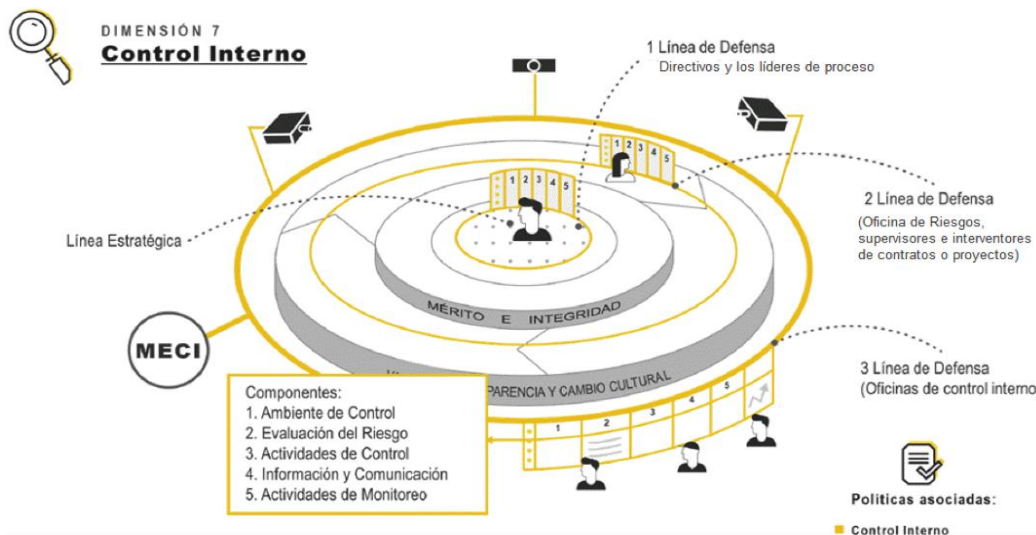 DIMENSIÓN 7
Control Interno
1 Línea de Defensa
Directivos y los líderes de proceso
1 2 3 4 5
1 2 3 4 5
2 Línea de Defensa
(Oficina de Riesgos,
supervisores e interventores
de contratos o proyectos)
Línea Estratégica
MÉRITO E INTEGRIDAD
MECI
PARENCIA Y CAMBIO CULTURAL
3 Línea de Defensa
(Oficinas de control interno
Componentes:
1. Ambiente de Control
2. Evaluación del Riesgo
3. Actividades de Control
4. Información y Comunicación
5. Actividades de Monitoreo
1 2 3 4 5
Políticas asociadas:
Control Interno